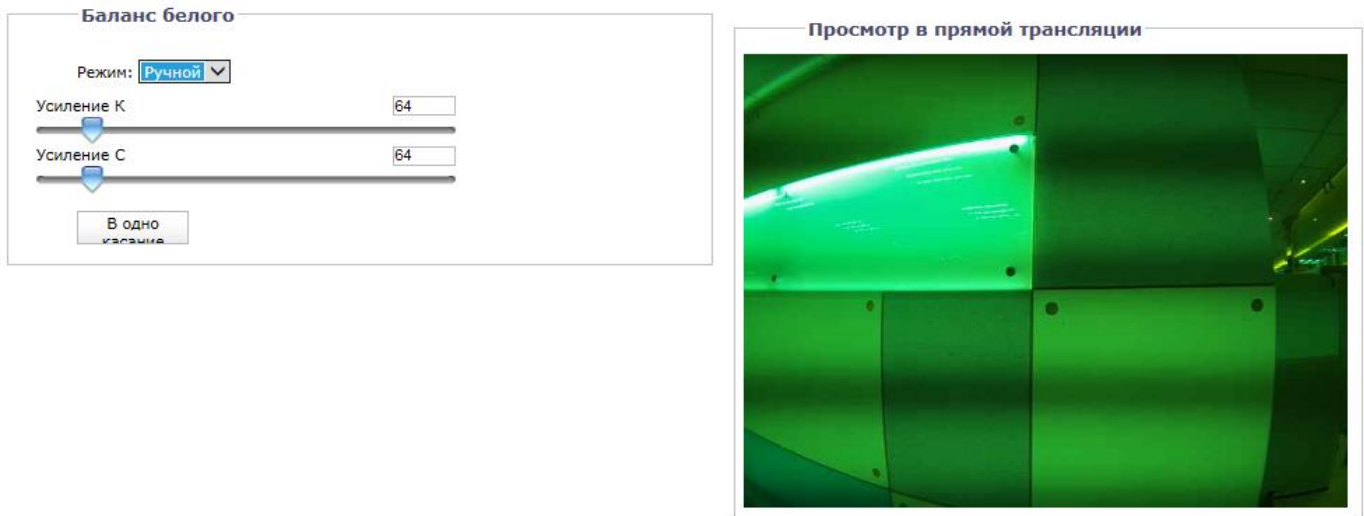 Баланс белого
Режим: Ручной
Усиление К 64
Усиление С 64
В одно
касание
Просмотр в прямой трансляции